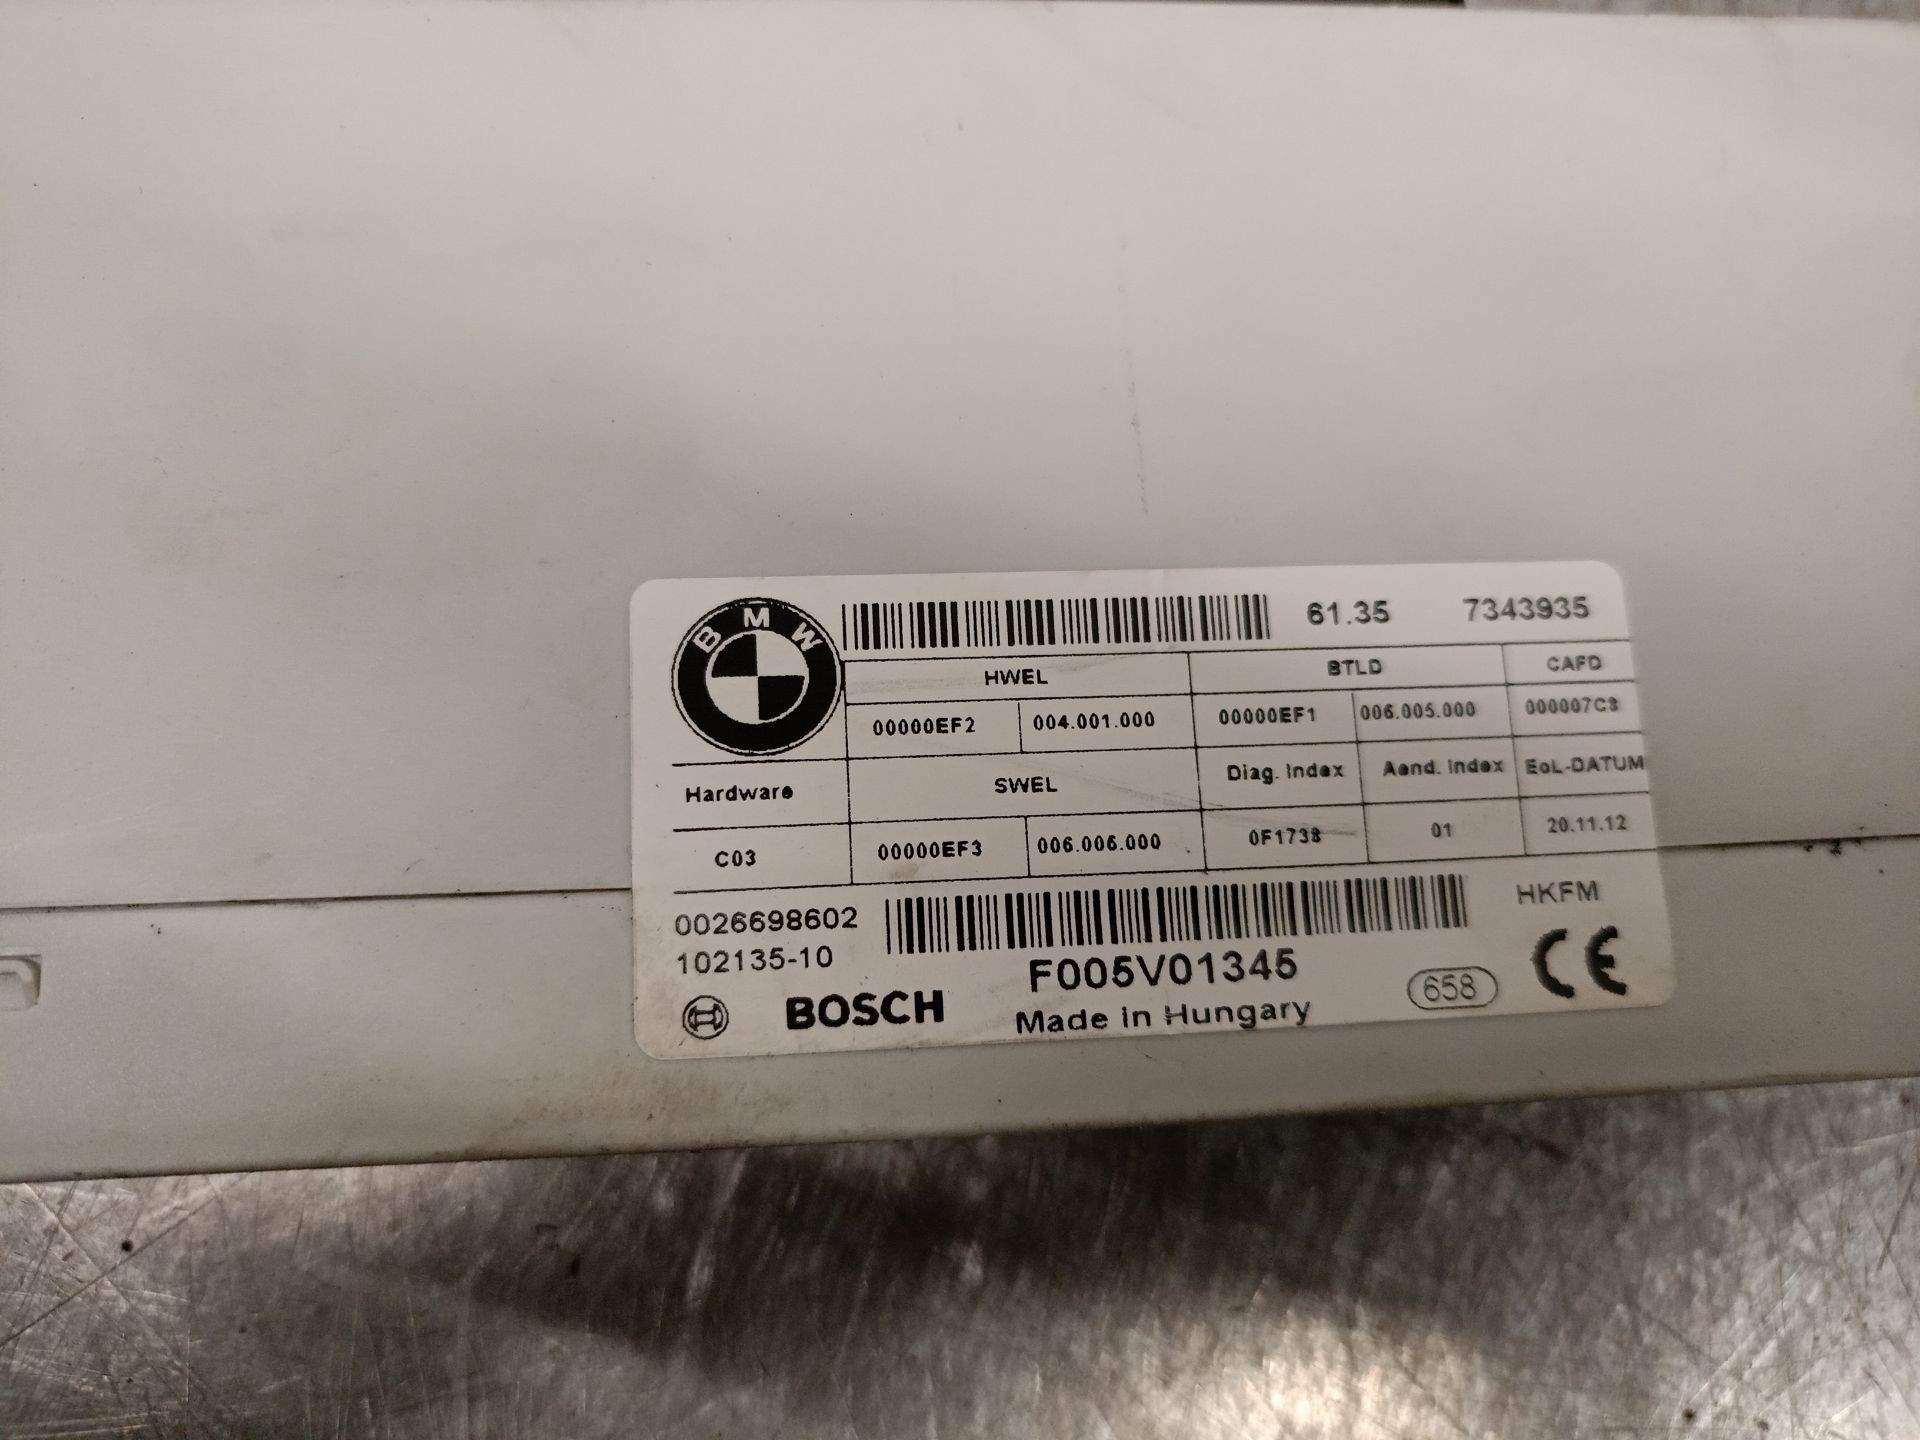 BMW
61.35 7343935
HWEL BTLD CAFD
00000EF2 004.001.000 00000EF1 006.005.000 000007C8
Hardware SWEL Diag. Index Aend. Index EoL-DATUM
C03 00000EF3 006.006.000 0F1738 01 20.11.12
0026698602 HKFM
102135-10 F005V01345
BOSCH Made in Hungary 658 CE